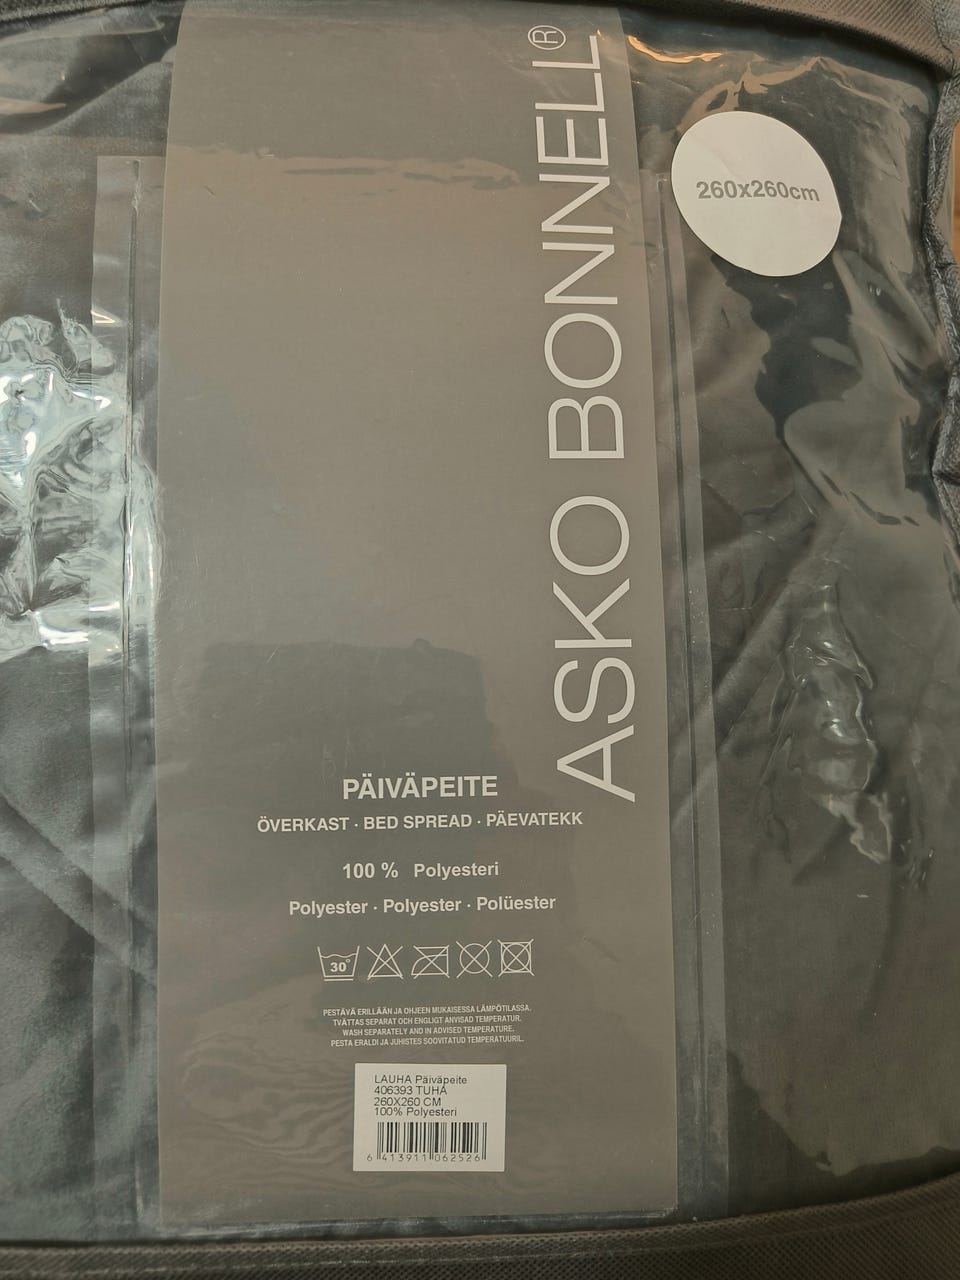 ASKO BONNELL®
260x260cm
PÄIVÄPEITE
ÖVERKAST · BED SPREAD · PÄEVATEKK
100 % Polyesteri
Polyester · Polyester · Polüester
30°
PESTÄVÄ ERILLÄÄN JA OHJEEN MUKAISESSA LÄMPÖTILASSA.
TVÄTTAS SEPARAT OCH ENGLIGT ANVISAD TEMPERATUR.
WASH SEPARATELY AND IN ADVISED TEMPERATURE.
PESTA ERALDI JA JUHISTES SOOVITATUD TEMPERATUURIL.
LAUHA Päiväpeite
406393 TUHA
260X260 CM
100% Polyesteri
6 413911 062526